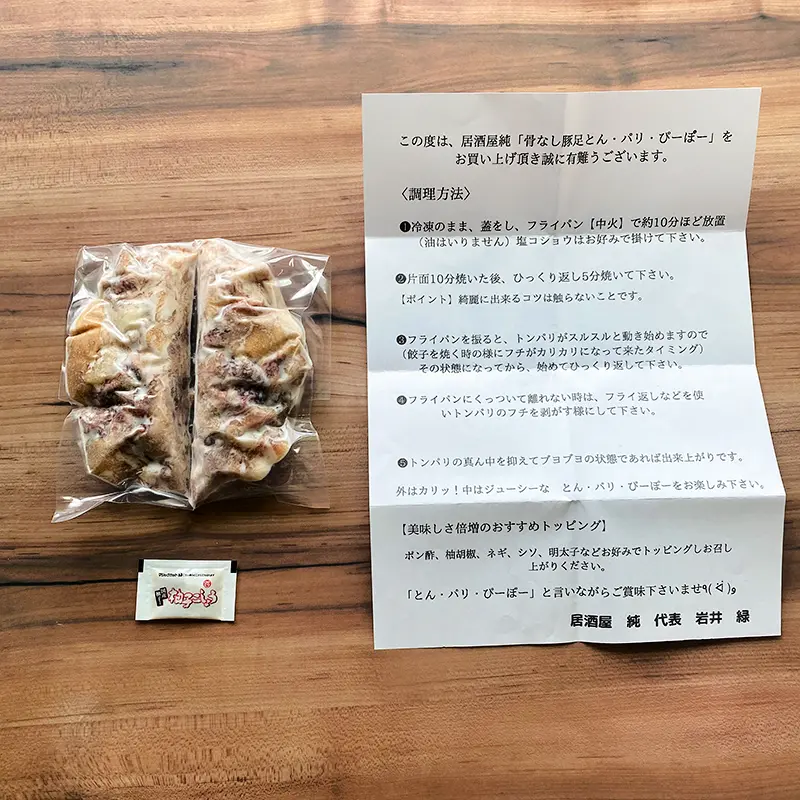 この度は、居酒屋純「骨なし豚足とん・バリ・ぴーぽー」を
お買い上げ頂き誠に有難うございます。
〈調理方法〉
❶冷凍のまま、蓋をし、フライパン【中火】で約10分ほど放置
（油はいりません）塩コショウはお好みで掛けて下さい。
❷片面10分焼いた後、ひっくり返し5分焼いて下さい。
【ポイント】綺麗に出来るコツは触らないことです。
❸フライパンを振ると、トンバリがスルスルと動き始めますので
（餃子を焼く時の様にフチがカリカリになって来たタイミング）
その状態になってから、始めてひっくり返して下さい。
❹フライパンにくっついて離れない時は、フライ返しなどを使
いトンバリのフチを剥がす様にして下さい。
❺トンバリの真ん中を抑えてブヨブヨの状態であれば出来上がりです。
外はカリッ！中はジューシーな とん・バリ・ぴーぽーをお楽しみ下さい。
【美味しさ倍増のおすすめトッピング】
ポン酢、柚胡椒、ネギ、シソ、明太子などお好みでトッピングしお召し
上がりください。
「とん・バリ・ぴーぽー」と言いながらご賞味下さいませ٩( ᐛ )و
居酒屋 純 代表 岩井 緑
柚子こしょう